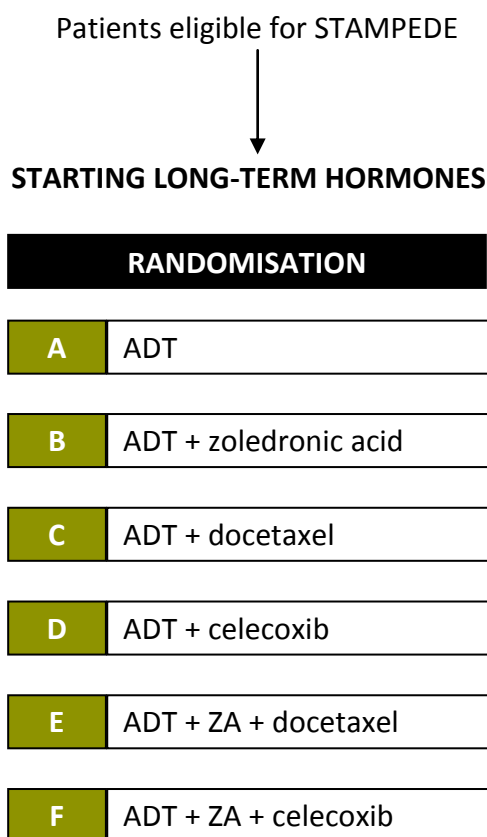 Patients eligible for STAMPEDE
STARTING LONG-TERM HORMONES
RANDOMISATION
A ADT
B ADT + zoledronic acid
C ADT + docetaxel
D ADT + celecoxib
E ADT + ZA + docetaxel
F ADT + ZA + celecoxib